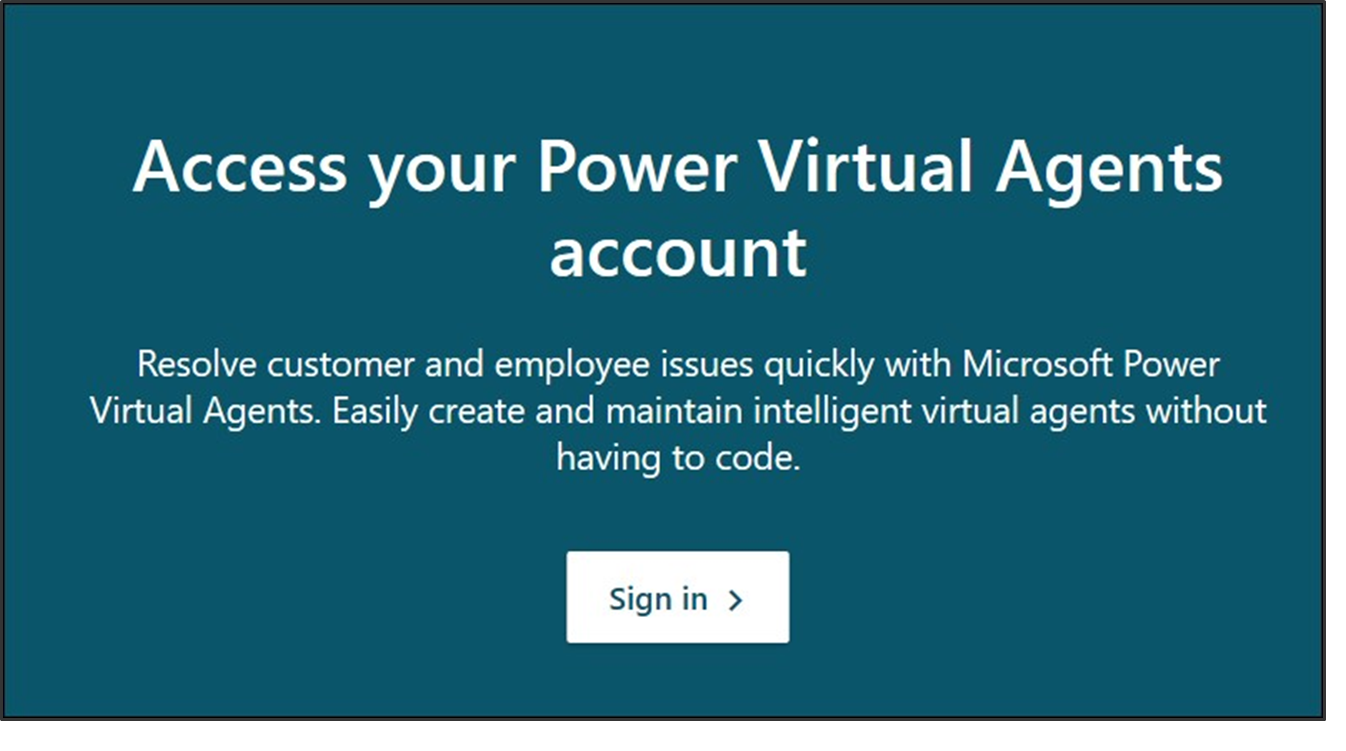 Access your Power Virtual Agents
account
Resolve customer and employee issues quickly with Microsoft Power
Virtual Agents. Easily create and maintain intelligent virtual agents without
having to code.
Sign in >